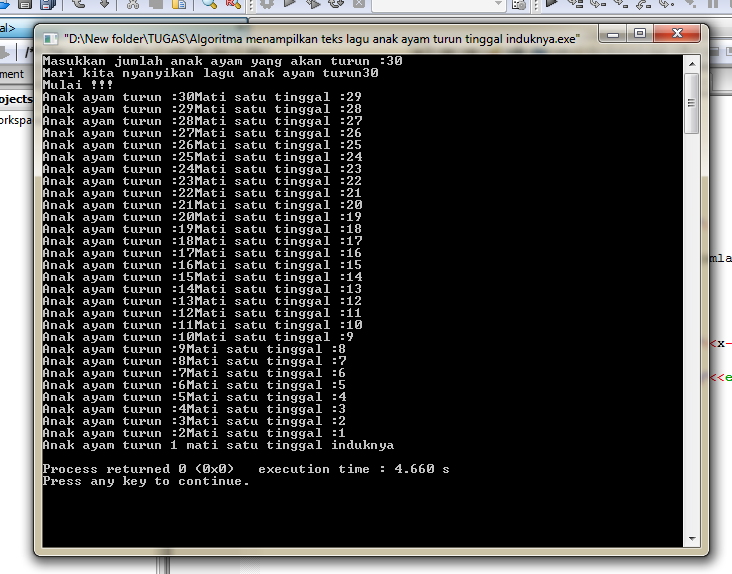 al>
"D:\New folder\TUGAS\Algoritma menampilkan teks lagu anak ayam turun tinggal induknya.exe"
Masukkan jumlah anak ayam yang akan turun :30
Mari kita nyanyikan lagu anak ayam turun30
Mulai !!!
Anak ayam turun :30Mati satu tinggal :29
Anak ayam turun :29Mati satu tinggal :28
Anak ayam turun :28Mati satu tinggal :27
Anak ayam turun :27Mati satu tinggal :26
Anak ayam turun :26Mati satu tinggal :25
Anak ayam turun :25Mati satu tinggal :24
Anak ayam turun :24Mati satu tinggal :23
Anak ayam turun :23Mati satu tinggal :22
Anak ayam turun :22Mati satu tinggal :21
Anak ayam turun :21Mati satu tinggal :20
Anak ayam turun :20Mati satu tinggal :19
Anak ayam turun :19Mati satu tinggal :18
Anak ayam turun :18Mati satu tinggal :17
Anak ayam turun :17Mati satu tinggal :16
Anak ayam turun :16Mati satu tinggal :15
Anak ayam turun :15Mati satu tinggal :14
Anak ayam turun :14Mati satu tinggal :13
Anak ayam turun :13Mati satu tinggal :12
Anak ayam turun :12Mati satu tinggal :11
Anak ayam turun :11Mati satu tinggal :10
Anak ayam turun :10Mati satu tinggal :9
Anak ayam turun :9Mati satu tinggal :8
Anak ayam turun :8Mati satu tinggal :7
Anak ayam turun :7Mati satu tinggal :6
Anak ayam turun :6Mati satu tinggal :5
Anak ayam turun :5Mati satu tinggal :4
Anak ayam turun :4Mati satu tinggal :3
Anak ayam turun :3Mati satu tinggal :2
Anak ayam turun :2Mati satu tinggal :1
Anak ayam turun 1 mati satu tinggal induknya
Process returned 0 (0x0)   execution time : 4.660 s
Press any key to continue.
/*
ment
ojects
orkspa
mla
<x-
<<e